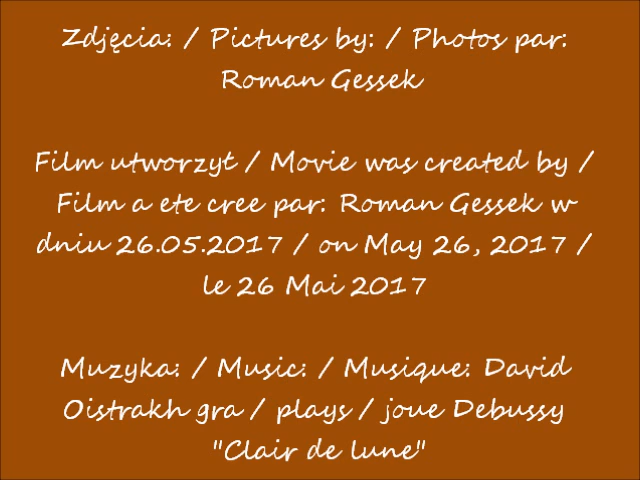 Zdjęcia: / Pictures by: / Photos par:
Roman Gessek
Film utworzył / Movie was created by /
Film a ete cree par: Roman Gessek w
dniu 26.05.2017 / on May 26, 2017 /
le 26 Mai 2017
Muzyka: / Music: / Musique: David
Oistrakh gra / plays / joue Debussy
"Clair de lune"